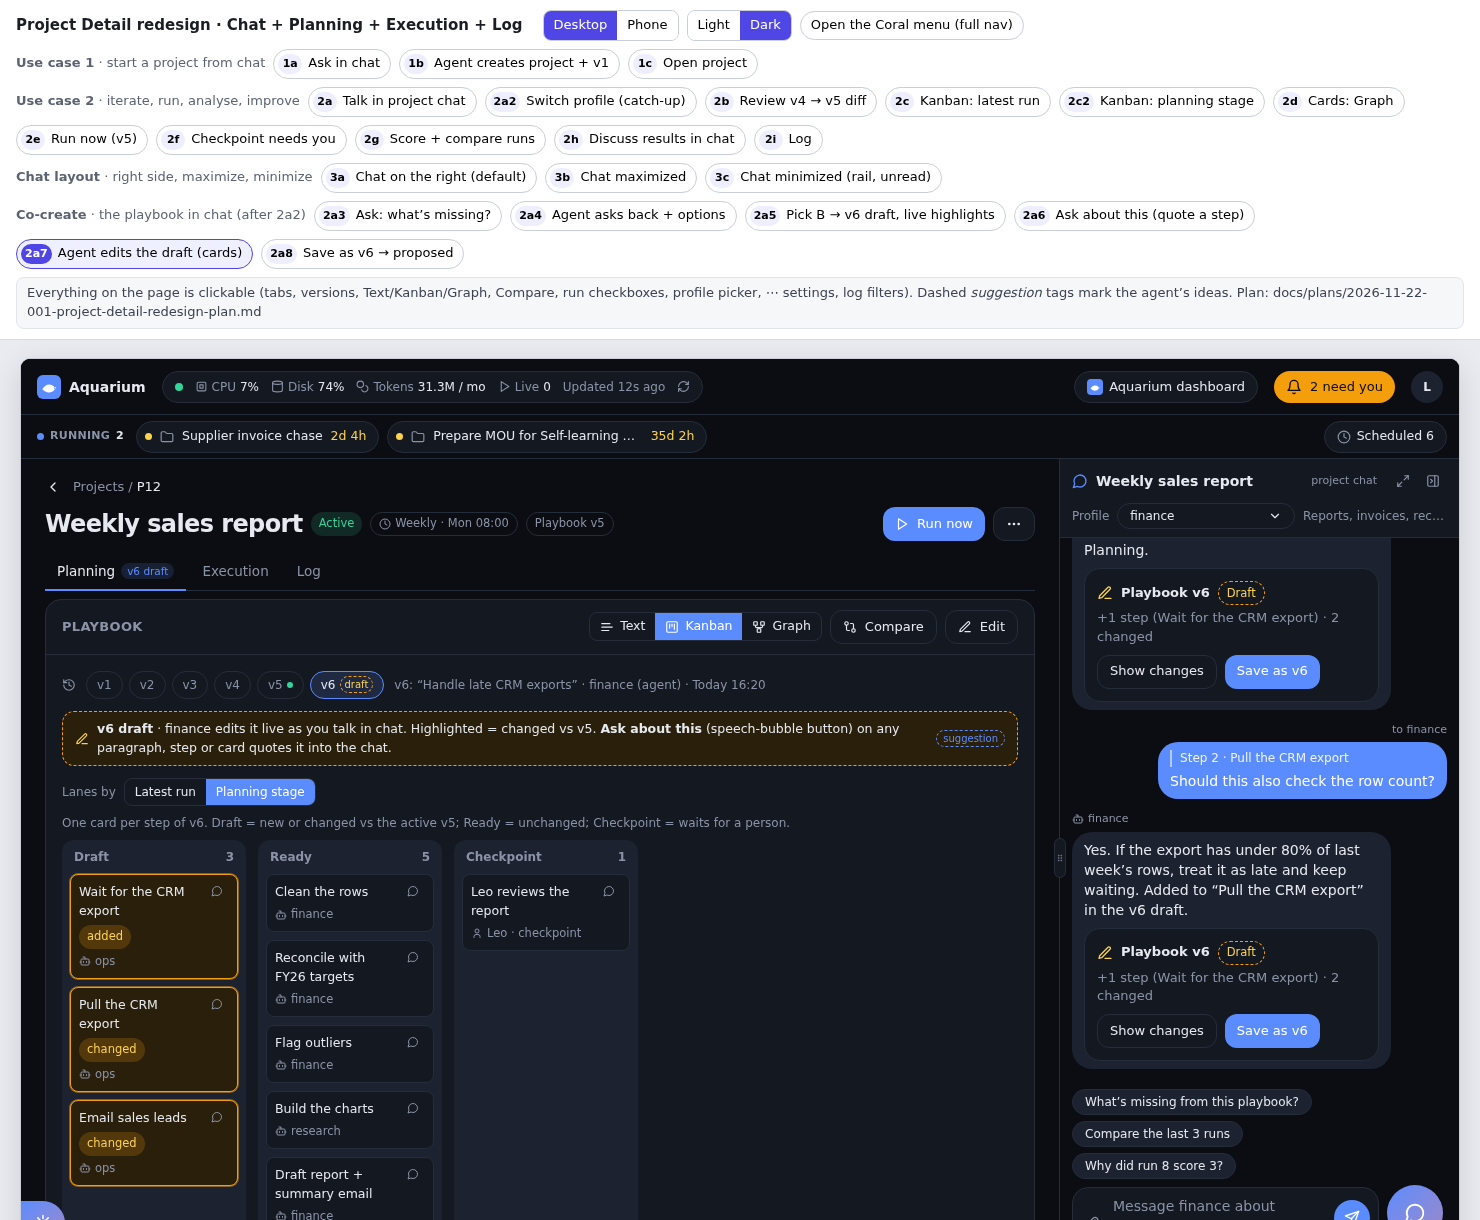 Project Detail redesign · Chat + Planning + Execution + Log
Desktop Phone Light Dark Open the Coral menu (full nav)
Use case 1 · start a project from chat 1a Ask in chat 1b Agent creates project + v1 1c Open project
Use case 2 · iterate, run, analyse, improve 2a Talk in project chat 2a2 Switch profile (catch-up) 2b Review v4 → v5 diff 2c Kanban: latest run 2c2 Kanban: planning stage 2d Cards: Graph
2e Run now (v5) 2f Checkpoint needs you 2g Score + compare runs 2h Discuss results in chat 2i Log
Chat layout · right side, maximize, minimize 3a Chat on the right (default) 3b Chat maximized 3c Chat minimized (rail, unread)
Co-create · the playbook in chat (after 2a2) 2a3 Ask: what's missing? 2a4 Agent asks back + options 2a5 Pick B → v6 draft, live highlights 2a6 Ask about this (quote a step)
2a7 Agent edits the draft (cards) 2a8 Save as v6 → proposed
Everything on the page is clickable (tabs, versions, Text/Kanban/Graph, Compare, run checkboxes, profile picker, ··· settings, log filters). Dashed suggestion tags mark the agent's ideas. Plan: docs/plans/2026-11-22-
001-project-detail-redesign-plan.md
Aquarium CPU 7% Disk 74% Tokens 31.3M / mo Live 0 Updated 12s ago Aquarium dashboard 2 need you L
RUNNING 2 Supplier invoice chase 2d 4h Prepare MOU for Self-learning ... 35d 2h Scheduled 6
Projects / P12
Weekly sales report Active Weekly · Mon 08:00 Playbook v5 Run now ···
Planning v6 draft Execution Log
PLAYBOOK Text Kanban Graph Compare Edit
v1 v2 v3 v4 v5 v6 draft v6: “Handle late CRM exports” · finance (agent) · Today 16:20
v6 draft · finance edits it live as you talk in chat. Highlighted = changed vs v5. Ask about this (speech-bubble button) on any
paragraph, step or card quotes it into the chat.
suggestion
Lanes by Latest run Planning stage
One card per step of v6. Draft = new or changed vs the active v5; Ready = unchanged; Checkpoint = waits for a person.
Draft 3
Wait for the CRM
export
added
ops
Pull the CRM
export
changed
ops
Email sales leads
changed
ops
Ready 5
Clean the rows
finance
Reconcile with
FY26 targets
finance
Flag outliers
finance
Build the charts
research
Draft report +
summary email
finance
Checkpoint 1
Leo reviews the
report
Leo · checkpoint
Weekly sales report project chat
Profile finance Reports, invoices, rec...
Planning.
Playbook v6 Draft
+1 step (Wait for the CRM export) · 2
changed
Show changes Save as v6
to finance
Step 2 · Pull the CRM export
Should this also check the row count?
finance
Yes. If the export has under 80% of last
week’s rows, treat it as late and keep
waiting. Added to “Pull the CRM export”
in the v6 draft.
Playbook v6 Draft
+1 step (Wait for the CRM export) · 2
changed
Show changes Save as v6
What’s missing from this playbook?
Compare the last 3 runs
Why did run 8 score 3?
Message finance about